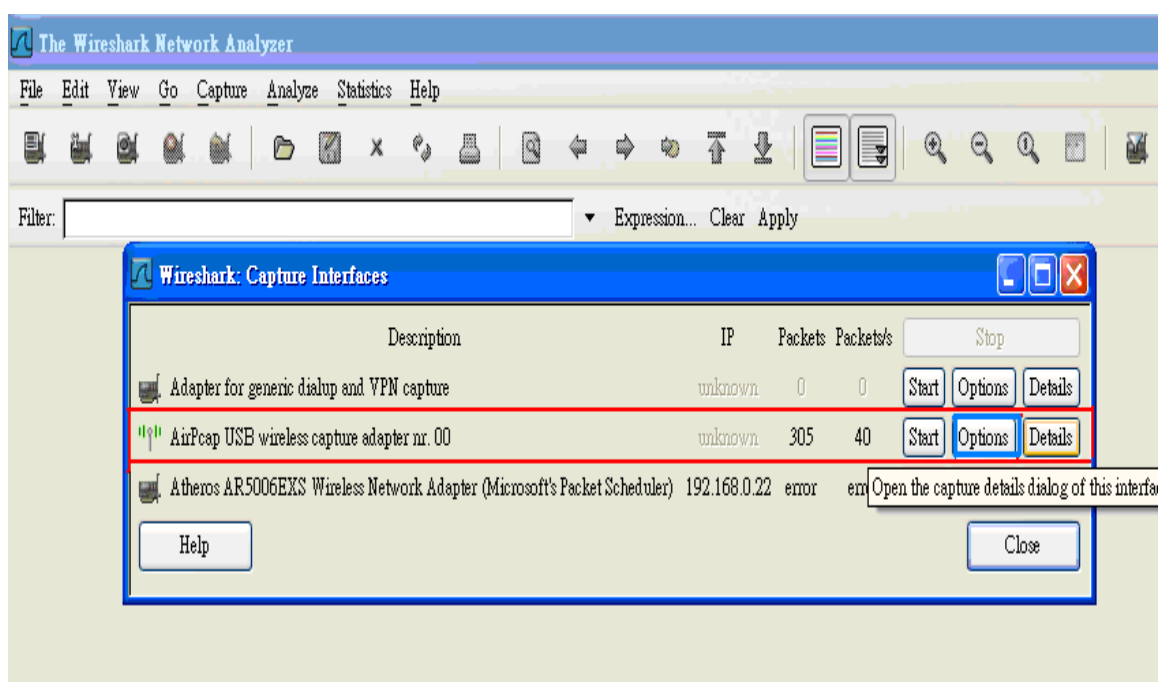 The Wireshark Network Analyzer
File Edit View Go Capture Analyze Statistics Help
Filter: Expression... Clear Apply
Wireshark: Capture Interfaces
Description IP Packets Packets/s Stop
Adapter for generic dialup and VPN capture unknown 0 0 Start Options Details
AirPcap USB wireless capture adapter nr. 00 unknown 305 40 Start Options Details
Atheros AR5006EXS Wireless Network Adapter (Microsoft's Packet Scheduler) 192.168.0.22 error
Open the capture details dialog of this
Help Close